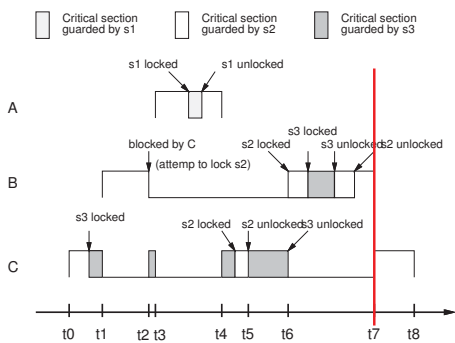 Critical section
guarded by s1
Critical section
guarded by s2
Critical section
guarded by s3
s1 locked
s1 unlocked
A
s3 locked
blocked by C
s2 locked
s3 unlocked
s2 unlocked
(attemp to lock s2)
B
s3 locked
s2 locked
s2 unlocked
s3 unlocked
C
t0
t1
t2
t3
t4
t5
t6
t7
t8